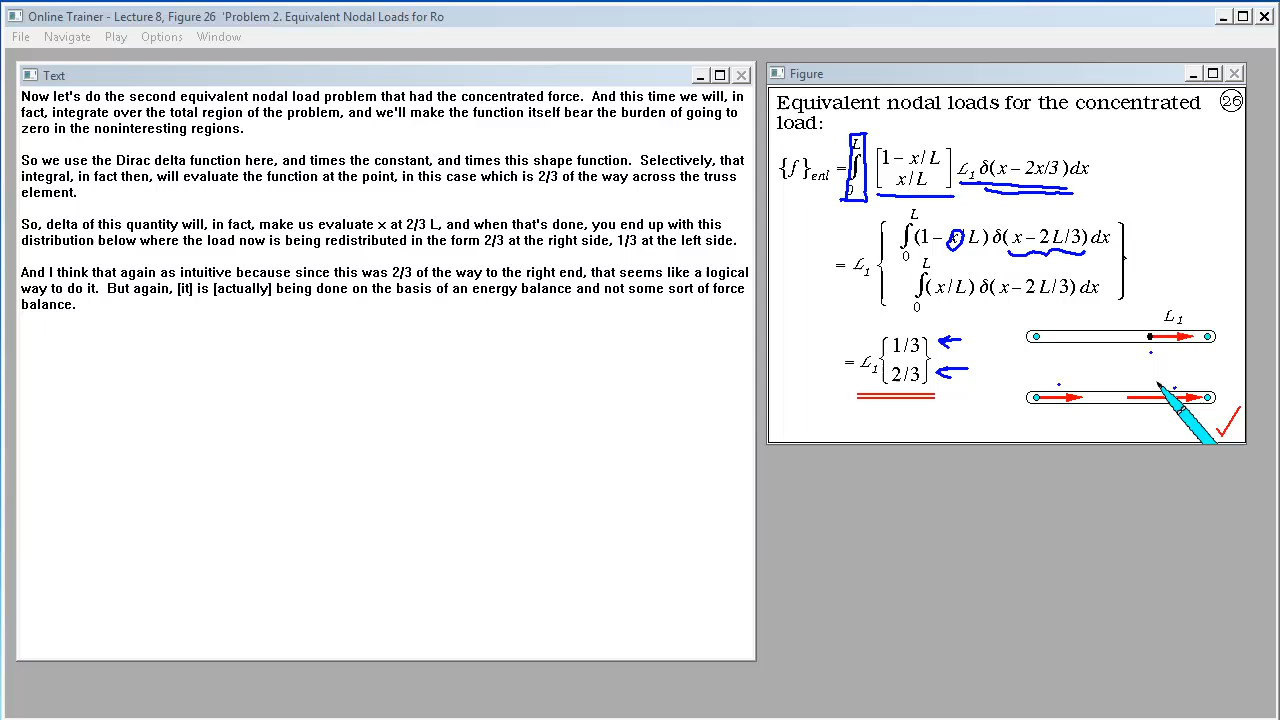 Online Trainer - Lecture 8, Figure 26 'Problem 2. Equivalent Nodal Loads for Ro
File Navigate Play Options Window
Text
Now let's do the second equivalent nodal load problem that had the concentrated force. And this time we will, in
fact, integrate over the total region of the problem, and we'll make the function itself bear the burden of going to
zero in the noninteresting regions.
So we use the Dirac delta function here, and times the constant, and times this shape function. Selectively, that
integral, in fact then, will evaluate the function at the point, in this case which is 2/3 of the way across the truss
element.
So, delta of this quantity will, in fact, make us evaluate x at 2/3 L, and when that's done, you end up with this
distribution below where the load now is being redistributed in the form 2/3 at the right side, 1/3 at the left side.
And I think that again as intuitive because since this was 2/3 of the way to the right end, that seems like a logical
way to do it. But again, [it] is [actually] being done on the basis of an energy balance and not some sort of force
balance.
Figure
Equivalent nodal loads for the concentrated
load:
26
{f}enl = ∫0L [1 − x/L
x/L] ℒ1 δ(x − 2x/3) dx
= ℒ1 { ∫0L (1 − x/L) δ(x − 2L/3) dx
∫0L (x/L) δ(x − 2L/3) dx }
ℒ1
= ℒ1 {1/3
2/3}